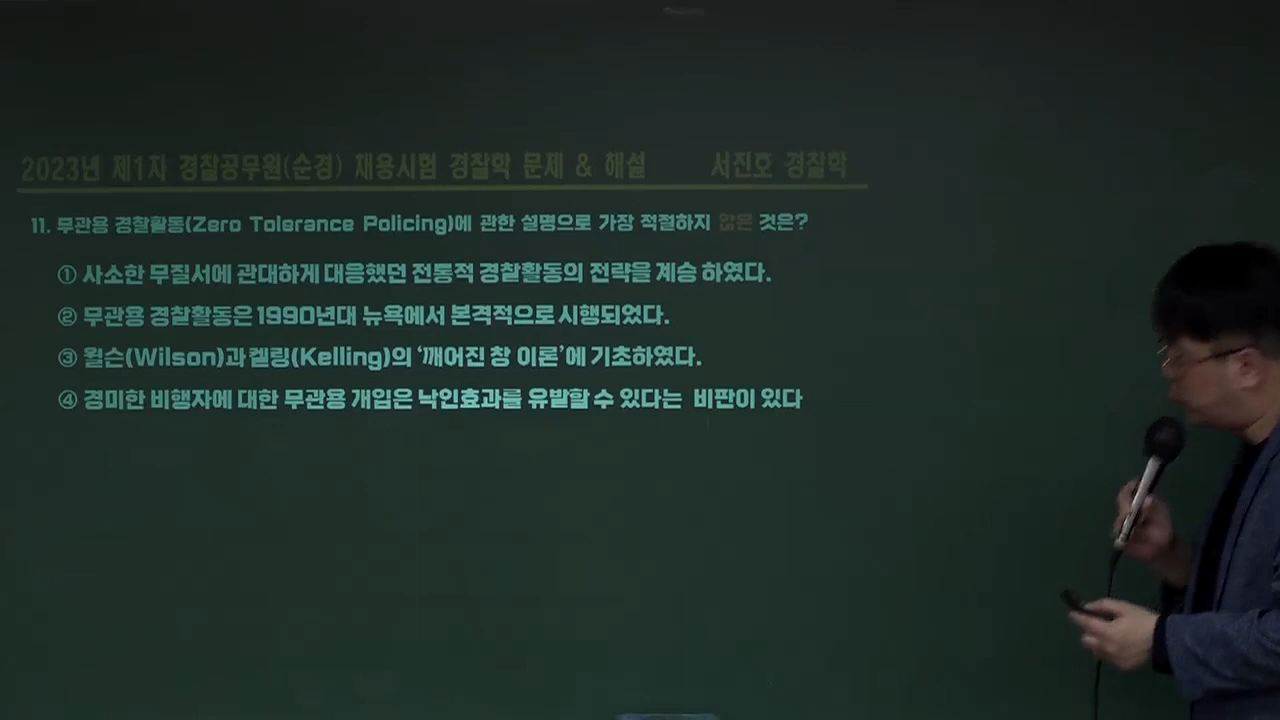 2023년 제1차 경찰공무원(순경) 채용시험 경찰학 문제 & 해설 서진호 경찰학
11. 무관용 경찰활동(Zero Tolerance Policing)에 관한 설명으로 가장 적절하지 않은 것은?
① 사소한 무질서에 관대하게 대응했던 전통적 경찰활동의 전략을 계승 하였다.
② 무관용 경찰활동은 1990년대 뉴욕에서 본격적으로 시행되었다.
③ 윌슨(Wilson)과 켈링(Kelling)의 ‘깨어진 창 이론’에 기초하였다.
④ 경미한 비행자에 대한 무관용 개입은 낙인효과를 유발할 수 있다는 비판이 있다